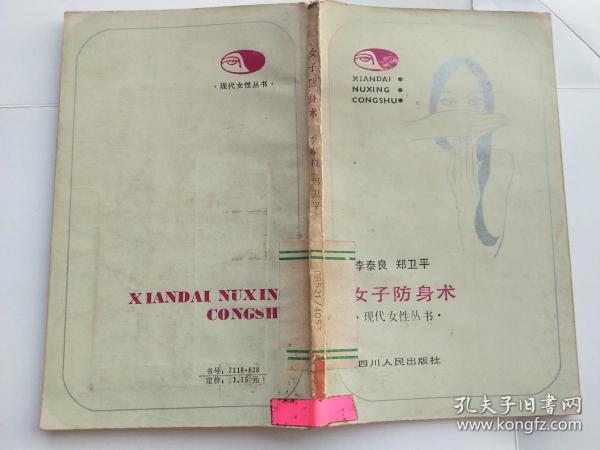 ·现代女性丛书·
XIANDAI NUXIN
CONGSH
书号：7118·828
定价：1.15 元
女子防身术
李泰良 郑卫平
09521/4053
XIANDAI
NUXING
CONGSHU
李泰良 郑卫平
女子防身术
·现代女性丛书·
四川人民出版社
孔夫子旧书网
www.kongfz.com